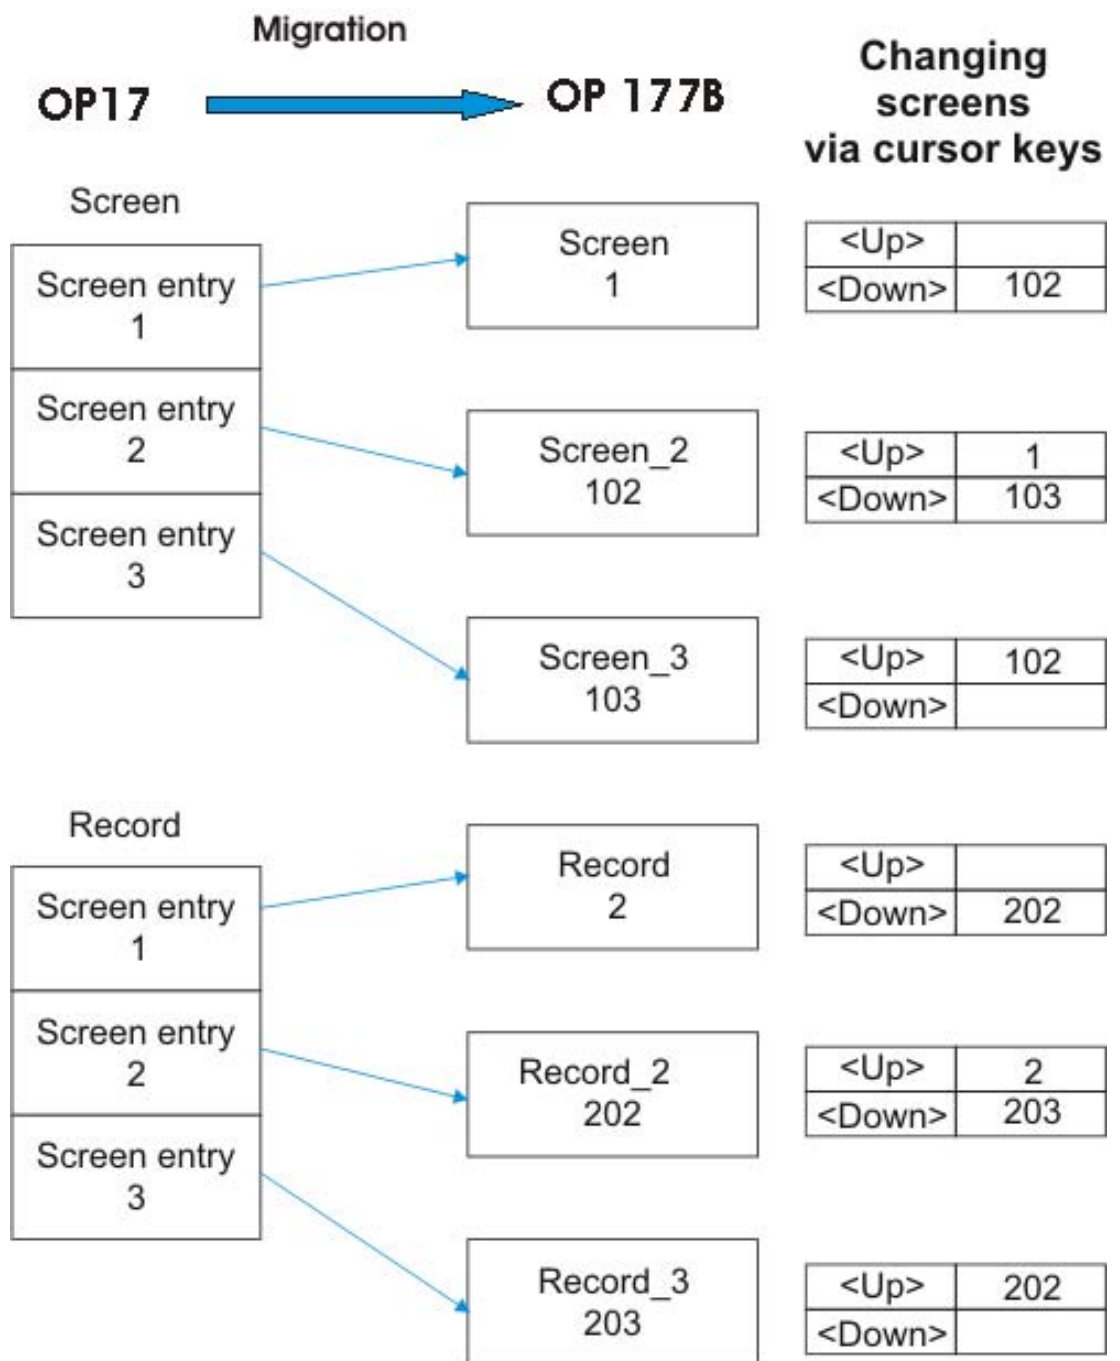 Migration
OP17
OP 177B
Changing
screens
via cursor keys
Screen
Screen entry
1
Screen entry
2
Screen entry
3
Screen
1
<Up>
<Down> 102
Screen_2
102
<Up> 1
<Down> 103
Screen_3
103
<Up> 102
<Down>
Record
Screen entry
1
Screen entry
2
Screen entry
3
Record
2
<Up>
<Down> 202
Record_2
202
<Up> 2
<Down> 203
Record_3
203
<Up> 202
<Down>